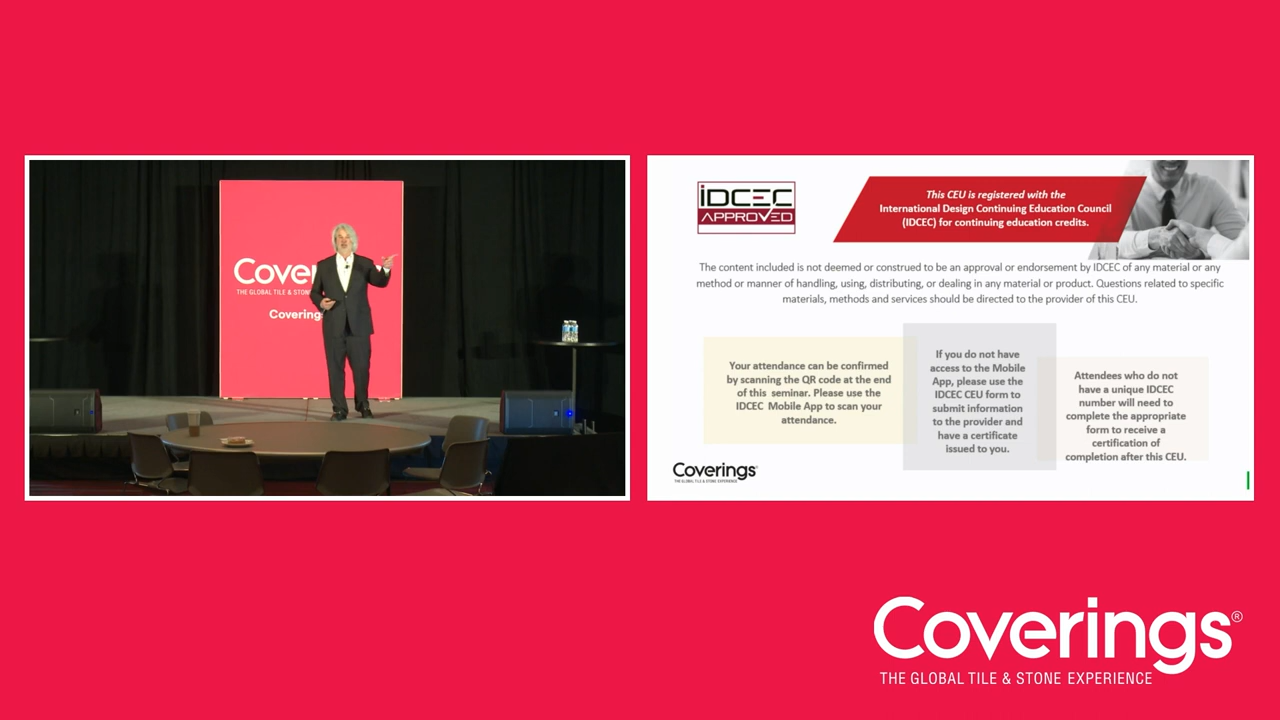 Cover
THE GLOBAL TILE & STONE
Covering
iDCEC
APPROVED
This CEU is registered with the
International Design Continuing Education Council
(IDCEC) for continuing education credits.
The content included is not deemed or construed to be an approval or endorsement by IDCEC of any material or any
method or manner of handling, using, distributing, or dealing in any material or product. Questions related to specific
materials, methods and services should be directed to the provider of this CEU.
Your attendance can be confirmed
by scanning the QR code at the end
of this seminar. Please use the
IDCEC Mobile App to scan your
attendance.
If you do not have
access to the Mobile
App, please use the
IDCEC CEU form to
submit information
to the provider and
have a certificate
issued to you.
Attendees who do not
have a unique IDCEC
number will need to
complete the appropriate
form to receive a
certification of
completion after this CEU.
Coverings®
THE GLOBAL TILE & STONE EXPERIENCE
Coverings®
THE GLOBAL TILE & STONE EXPERIENCE